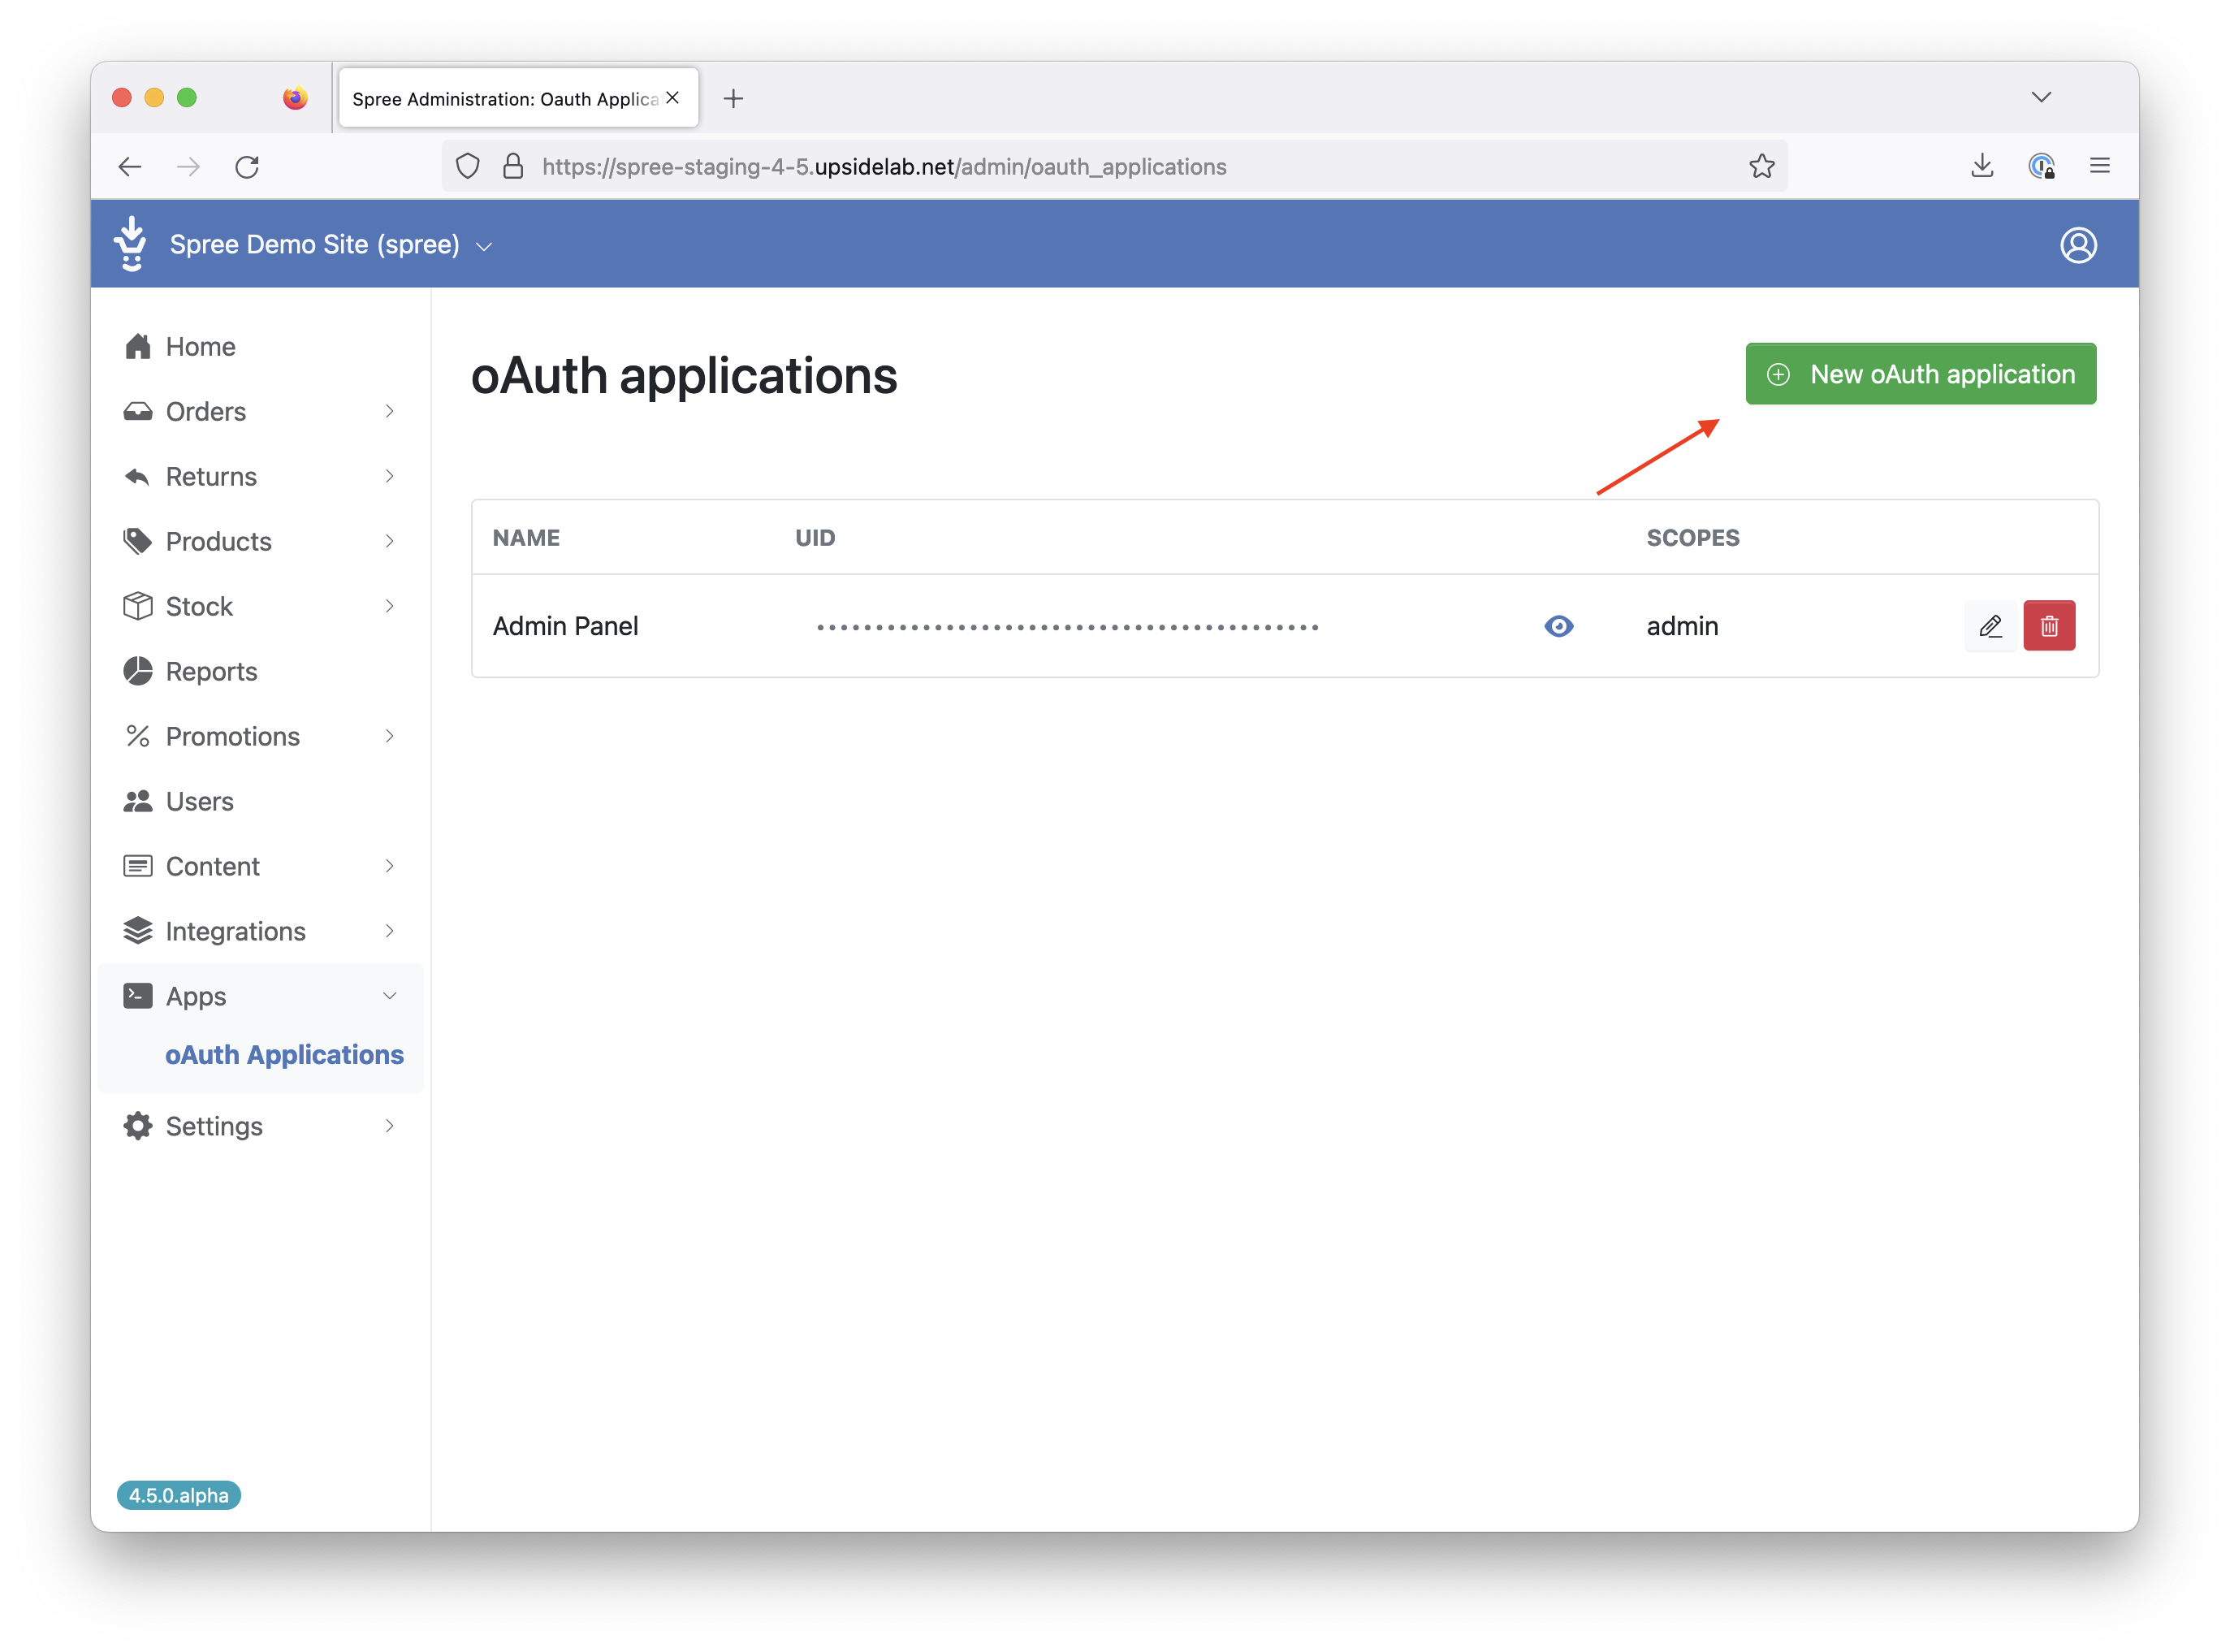 Spree Administration: Oauth Applica
https://spree-staging-4-5.upsidelab.net/admin/oauth_applications
Spree Demo Site (spree)
Home
Orders
Returns
Products
Stock
Reports
Promotions
Users
Content
Integrations
Apps
oAuth Applications
Settings
4.5.0.alpha
oAuth applications
New oAuth application
NAME UID SCOPES
Admin Panel ••••••••••••••••••••••••••••••••••••••••••• admin